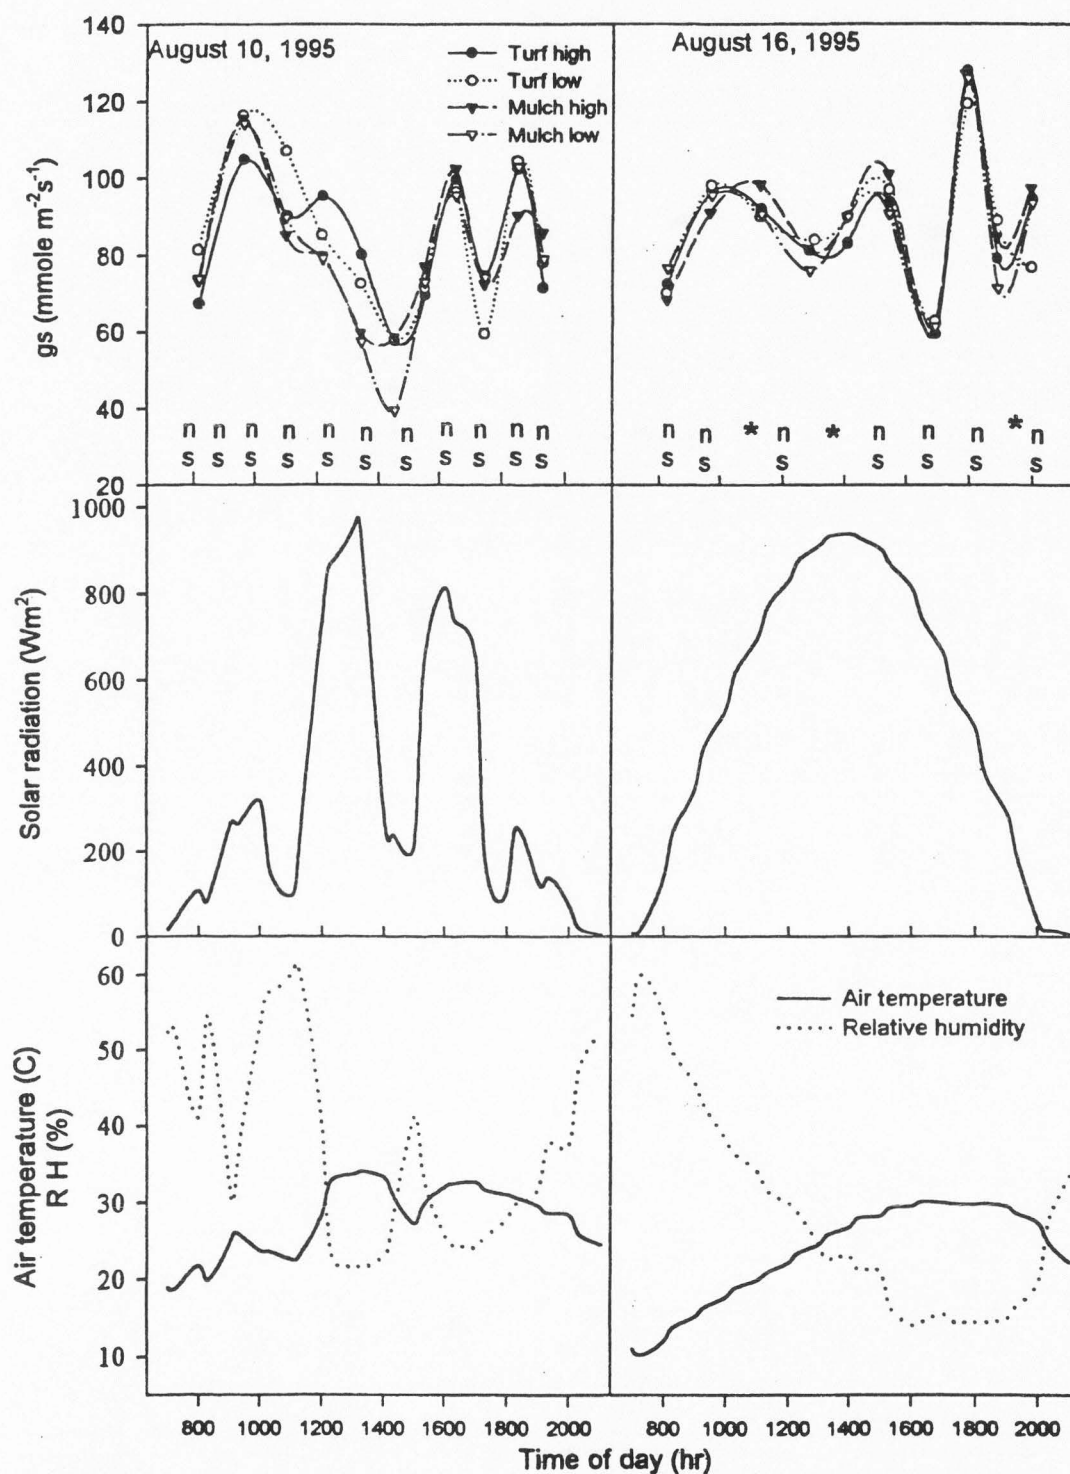 August 10, 1995
Turf high
Turf low
Mulch high
Mulch low
August 16, 1995
140
120
100
80
60
40
20
gs (mmole m⁻²s⁻¹)
n n n n n n n n n n n
s s s s s s s s s s s
n n * n * n n n * n
s s s s s s s
1000
800
600
400
200
0
Solar radiation (Wm²)
60
50
40
30
20
10
Air temperature (C)
R H (%)
Air temperature
Relative humidity
800 1000 1200 1400 1600 1800 2000
800 1000 1200 1400 1600 1800 2000
Time of day (hr)